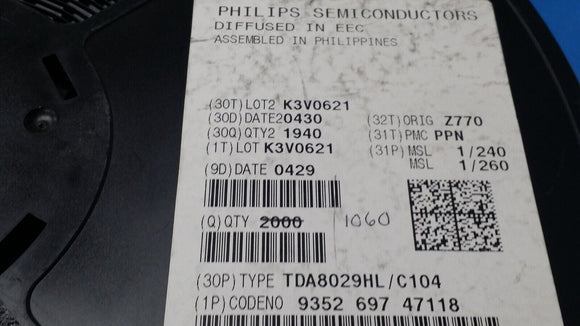 PHILIPS SEMICONDUCTORS
DIFFUSED IN EEC
ASSEMBLED IN PHILIPPINES
(30T)LOT2 K3V0621
(30D)DATE20430 (32T)ORIG Z770
(30Q)QTY2 1940 (31T)PMC PPN
(1T)LOT K3V0621 (31P)MSL 1/240
MSL 1/260
(9D)DATE 0429
(Q)QTY 2000 1060
(30P)TYPE TDA8029HL/C104
(1P)CODENO 9352 697 47118